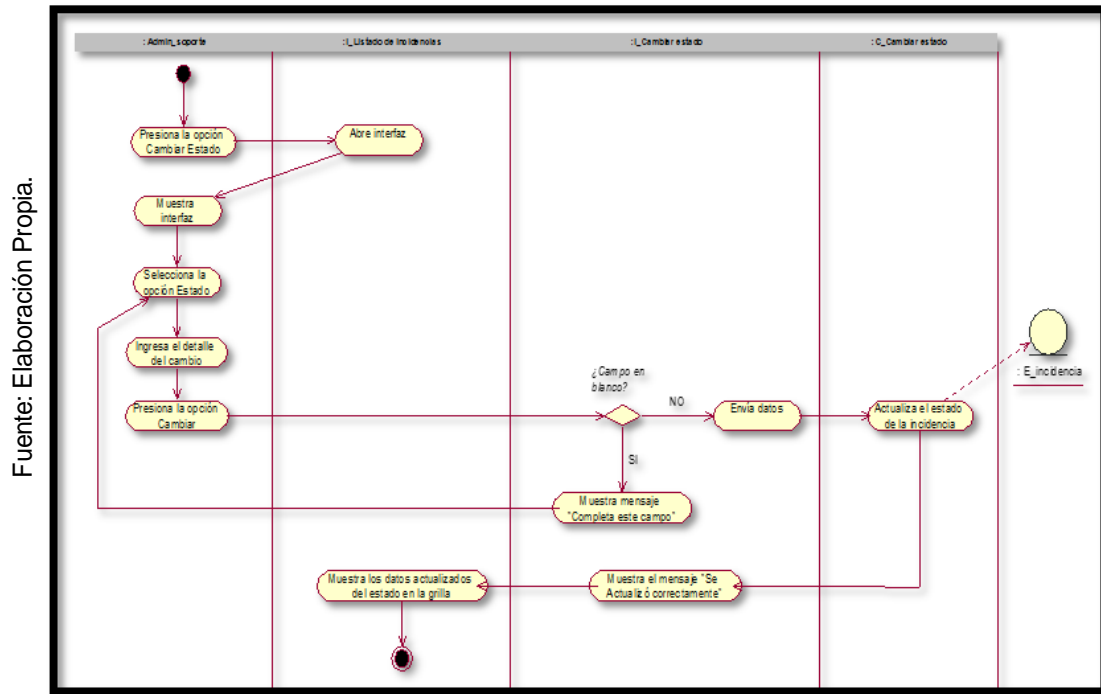 Fuente: Elaboración Propia.
: Admin_soporte
:I_Listado de Incidencias
:I_Cambiar estado
: C_Cambiar estado
Presiona la opción
Cambiar Estado
Abre interfaz
Muestra
interfaz
Selecciona la
opción Estado
Ingresa el detalle
del cambio
Presiona la opción
Cambiar
¿Campo en
blanco?
NO
Envía datos
Actualiza el estado
de la incidencia
: E_incidencia
SI
Muestra mensaje
"Completa este campo"
Muestra los datos actualizados
del estado en la grilla
Muestra el mensaje "Se
Actualizó correctamente"